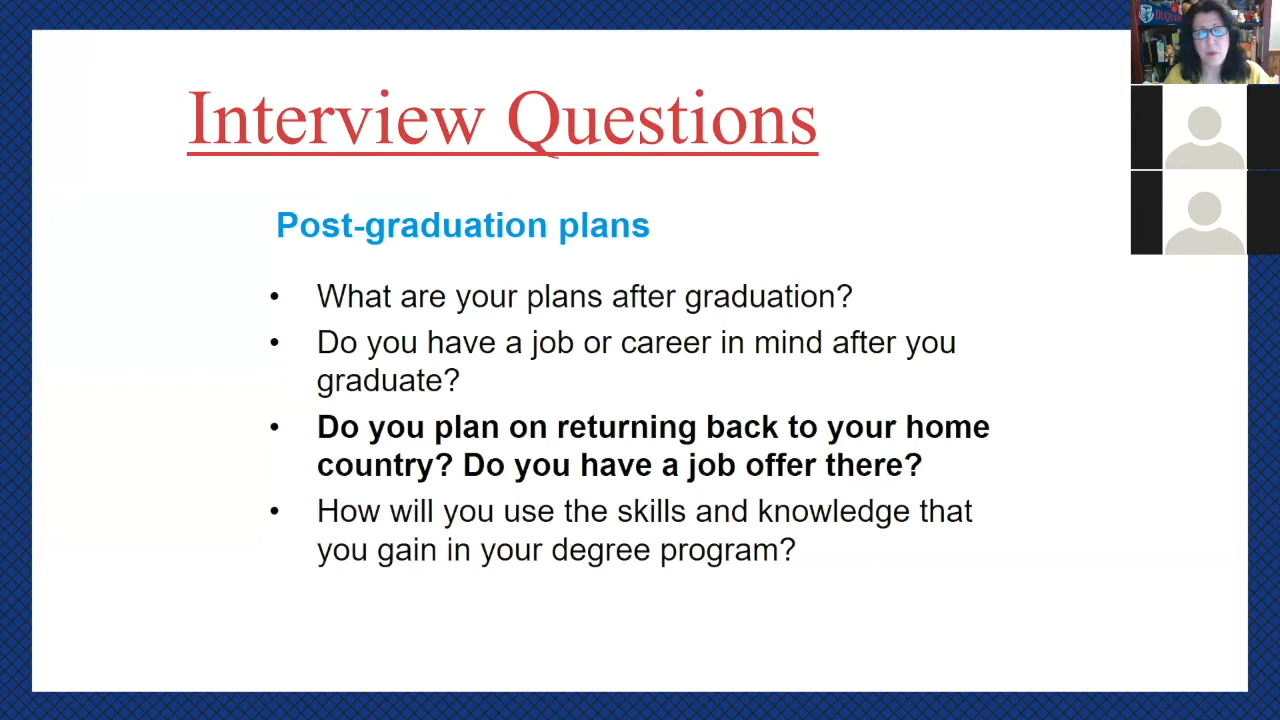 Interview Questions
Post-graduation plans
• What are your plans after graduation?
• Do you have a job or career in mind after you
graduate?
• Do you plan on returning back to your home
country? Do you have a job offer there?
• How will you use the skills and knowledge that
you gain in your degree program?